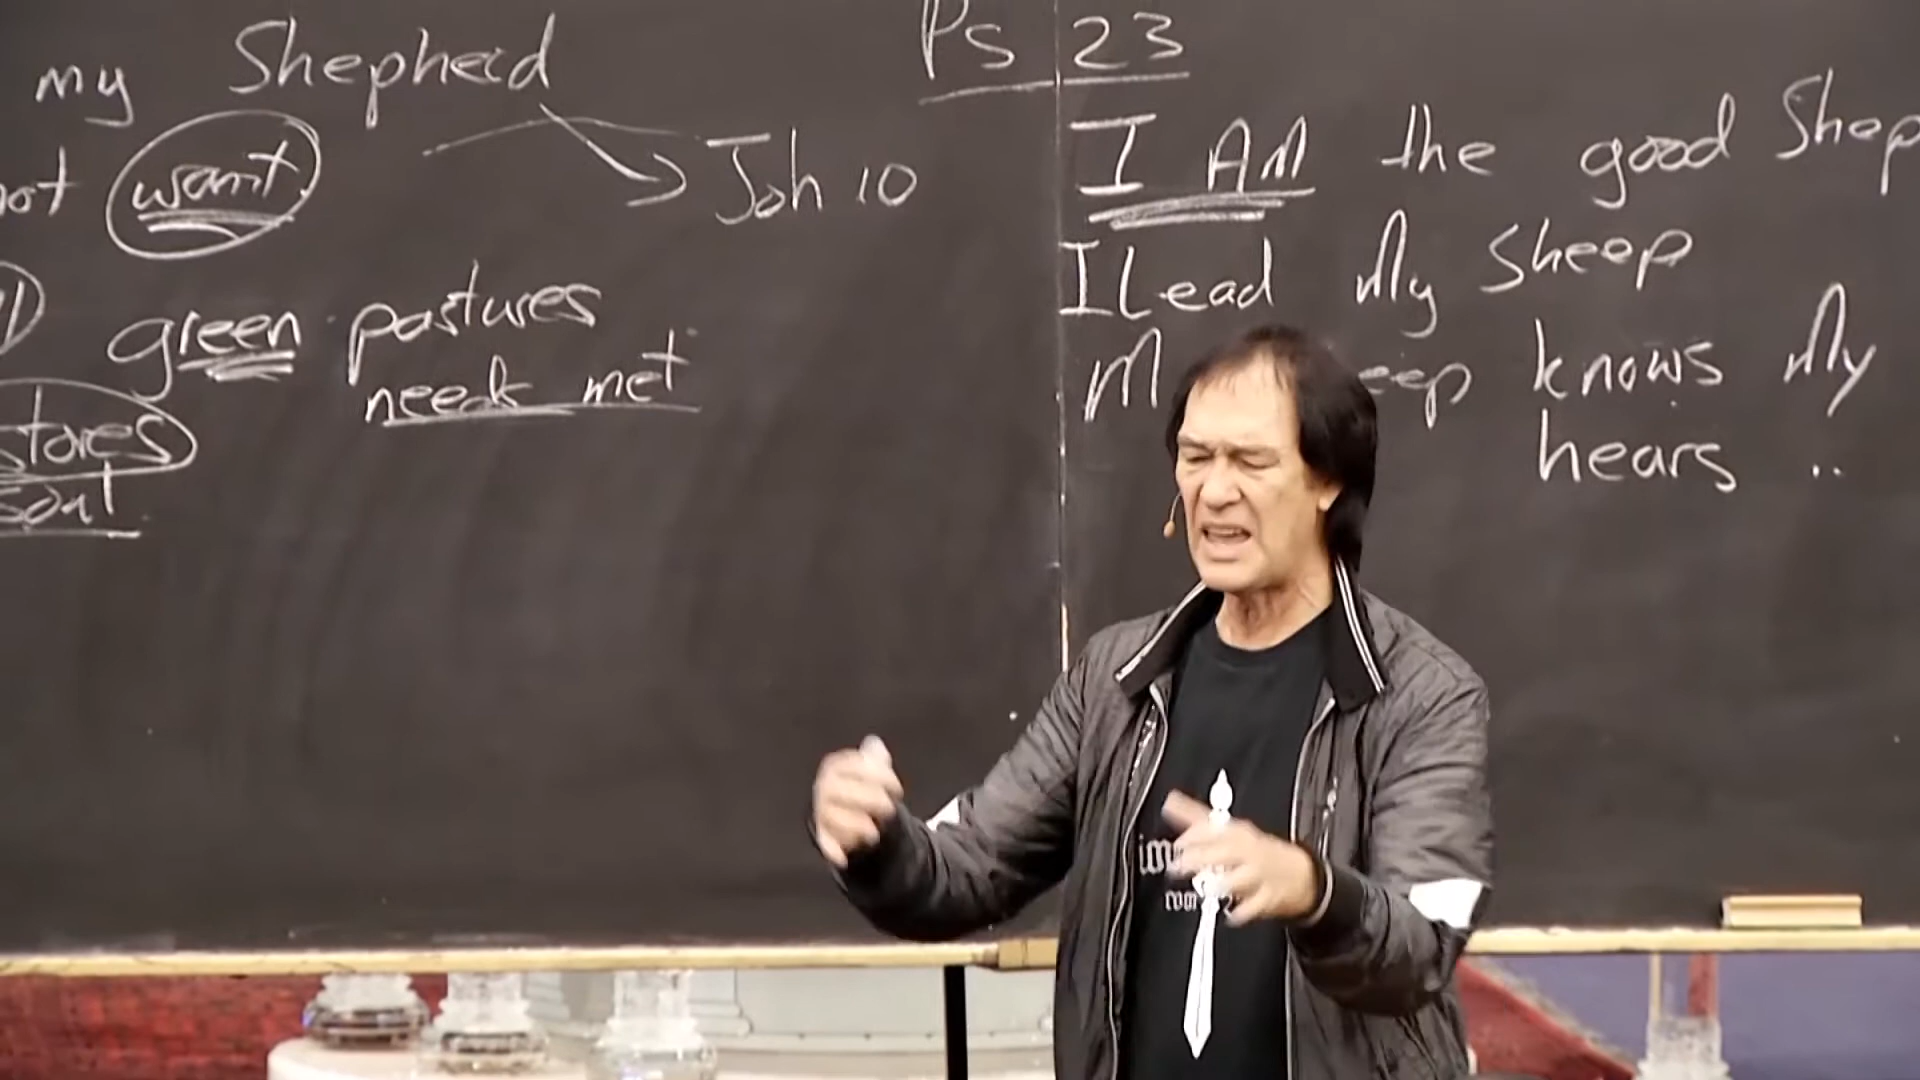 Ps 23
my Shepherd
not want
Joh 10
green pastures
needs met
stores
soul
I AM the good Shep
I Lead My Sheep
M eep knows My
hears ..